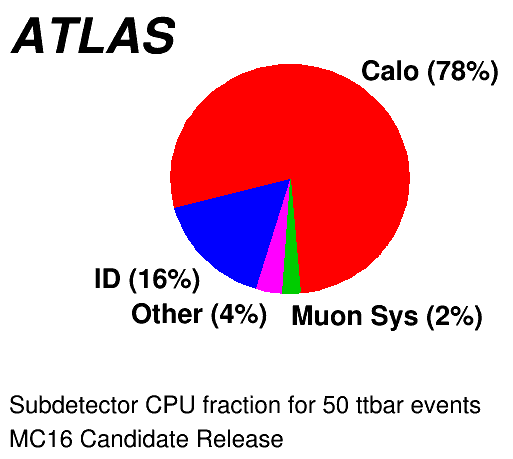 ATLAS
Calo (78%)
ID (16%)
Other (4%)
Muon Sys (2%)
Subdetector CPU fraction for 50 ttbar events
MC16 Candidate Release